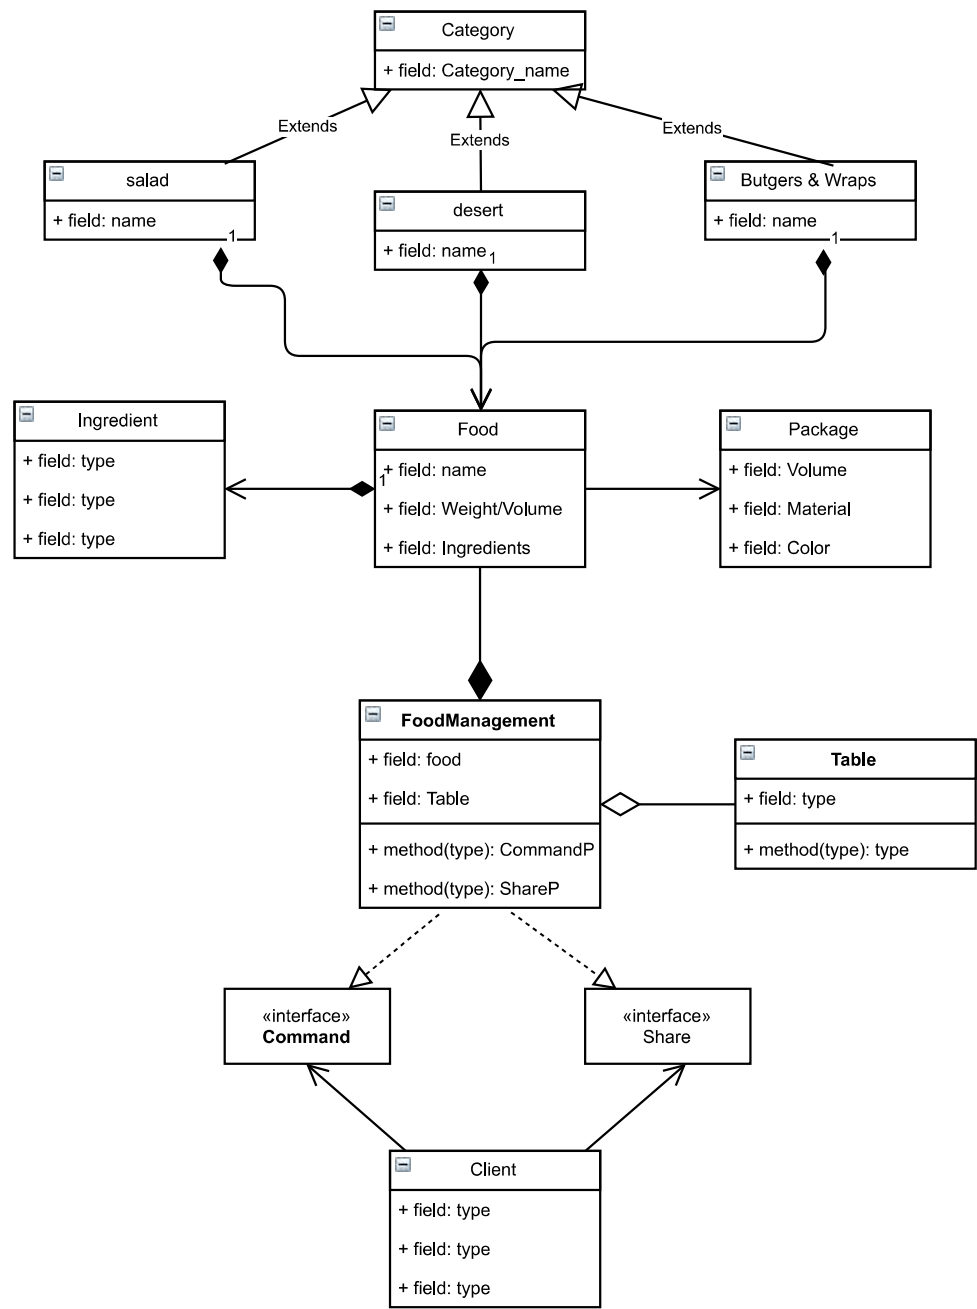 Category
+ field: Category_name
Extends
Extends
Extends
salad
+ field: name
1
desert
+ field: name
1
Butgers & Wraps
+ field: name
1
Ingredient
+ field: type
+ field: type
+ field: type
Food
+ field: name
1
+ field: Weight/Volume
+ field: Ingredients
Package
+ field: Volume
+ field: Material
+ field: Color
FoodManagement
+ field: food
+ field: Table
+ method(type): CommandP
+ method(type): ShareP
Table
+ field: type
+ method(type): type
«interface»
Command
«interface»
Share
Client
+ field: type
+ field: type
+ field: type